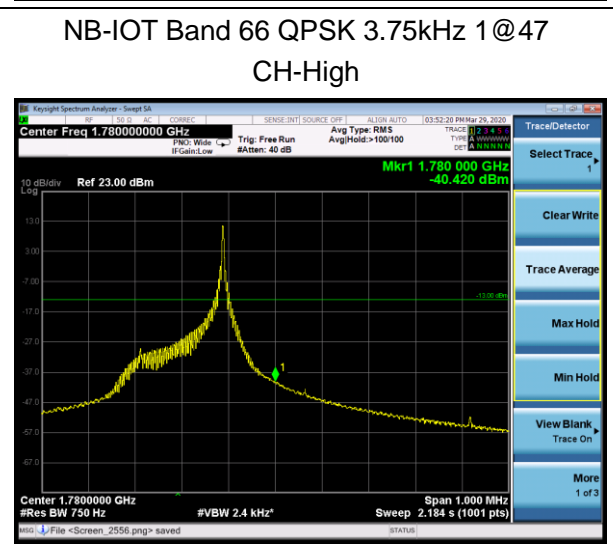 NB-IOT Band 66 QPSK 3.75kHz 1@47
CH-High
Keysight Spectrum Analyzer - Swept SA
RF 50 Ω AC CORREC SENSE:INT SOURCE OFF ALIGN AUTO 03:52:20 PM Mar 29, 2020
Center Freq 1.780000000 GHz
PNO: Wide
IFGain:Low
Trig: Free Run
#Atten: 40 dB
Avg Type: RMS
Avg|Hold:>100/100
TRACE 1 2 3 4 5 6
TYPE A WWWWW
DET A N N N N N
Mkr1 1.780 000 GHz
-40.420 dBm
10 dB/div Ref 23.00 dBm
Log
13.0
3.00
-7.00
-13.00 dBm
-17.0
-27.0
-37.0
1
-47.0
-57.0
-67.0
Center 1.7800000 GHz Span 1.000 MHz
#Res BW 750 Hz #VBW 2.4 kHz* Sweep 2.184 s (1001 pts)
MSG File <Screen_2556.png> saved STATUS
Trace/Detector
Select Trace
1
Clear Write
Trace Average
Max Hold
Min Hold
View Blank
Trace On
More
1 of 3